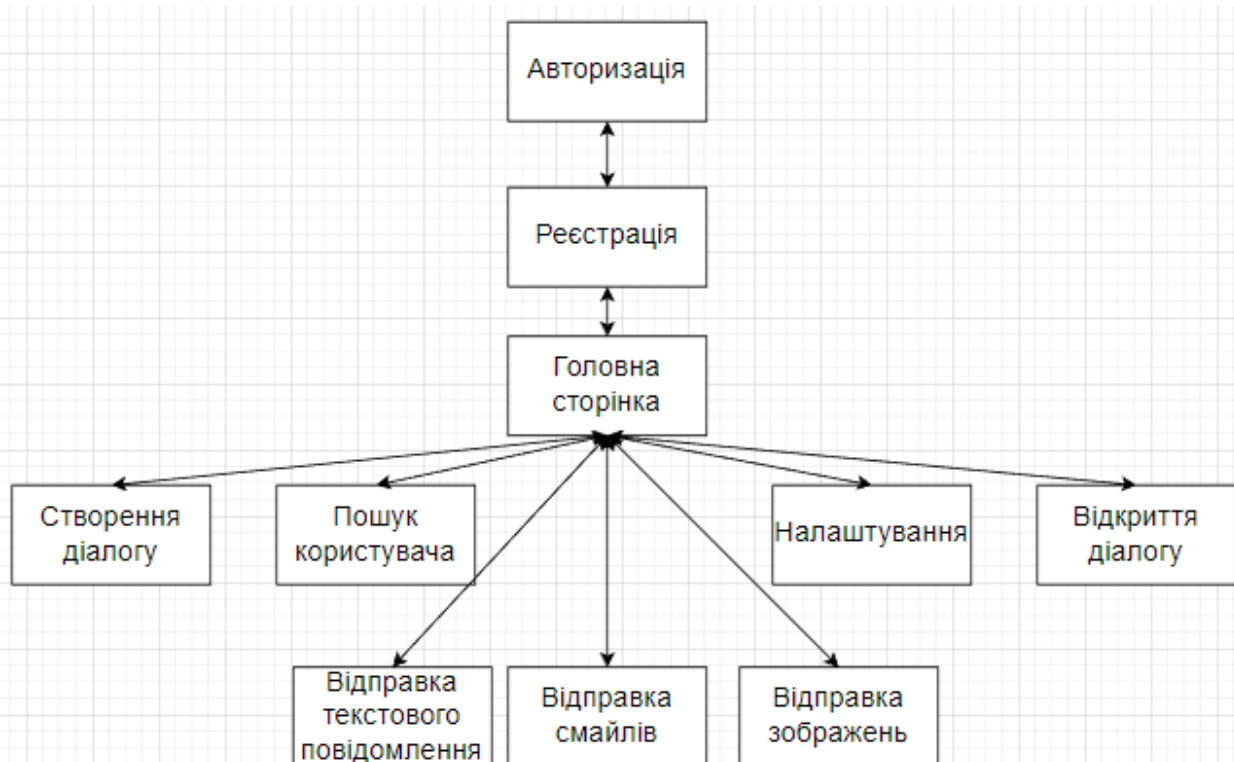 Авторизація
Реєстрація
Головна
сторінка
Створення
діалогу
Пошук
користувача
Налаштування
Відкриття
діалогу
Відправка
текстового
повідомлення
Відправка
смайлів
Відправка
зображень